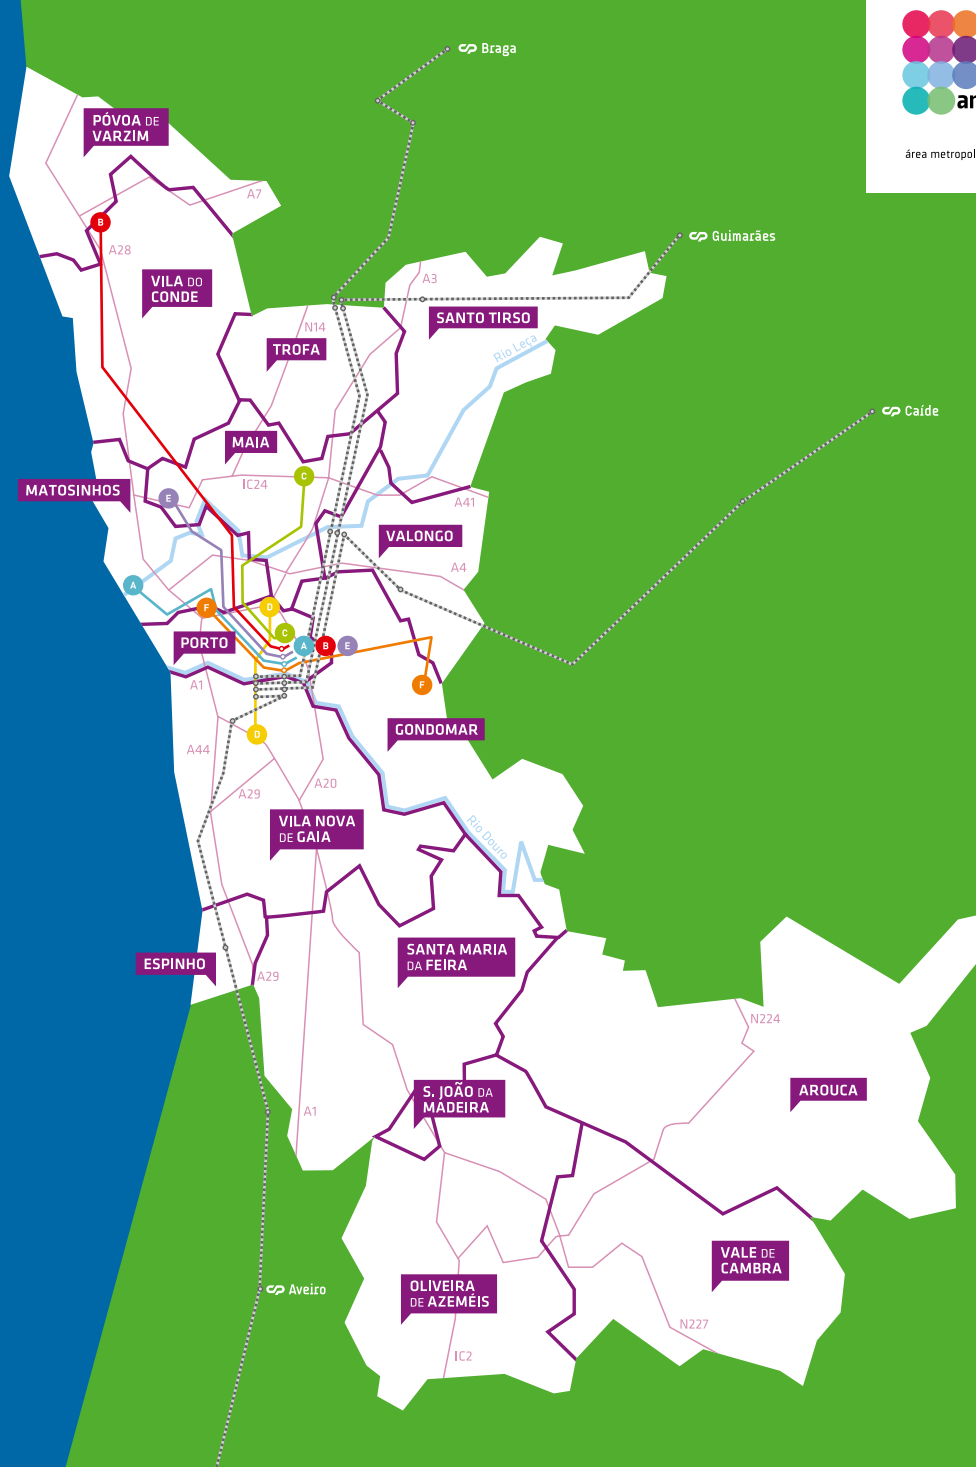 Braga
ar
área metropol
PÓVOA DE
VARZIM
A7
B
A28
Guimarães
VILA DO
CONDE
A3
SANTO TIRSO
N14
TROFA
Rio Leça
Caíde
MAIA
C
IC24
MATOSINHOS
E
A41
VALONGO
A4
A
F
D
C
PORTO
A
B
E
A1
F
GONDOMAR
D
A44
A20
A29
VILA NOVA
DE GAIA
Rio Douro
SANTA MARIA
DA FEIRA
ESPINHO
A29
N224
S. JOÃO DA
MADEIRA
AROUCA
A1
VALE DE
CAMBRA
OLIVEIRA
DE AZEMÉIS
Aveiro
N227
IC2